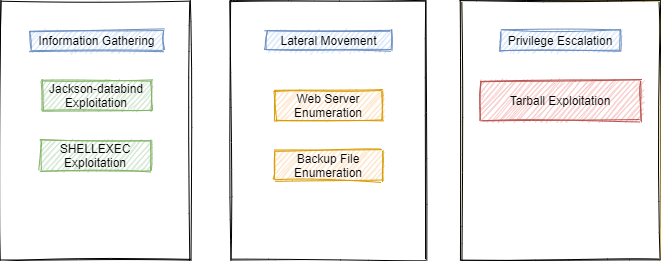 Information Gathering
Jackson-databind
Exploitation
SHELLEXEC
Exploitation
Lateral Movement
Web Server
Enumeration
Backup File
Enumeration
Privilege Escalation
Tarball Exploitation